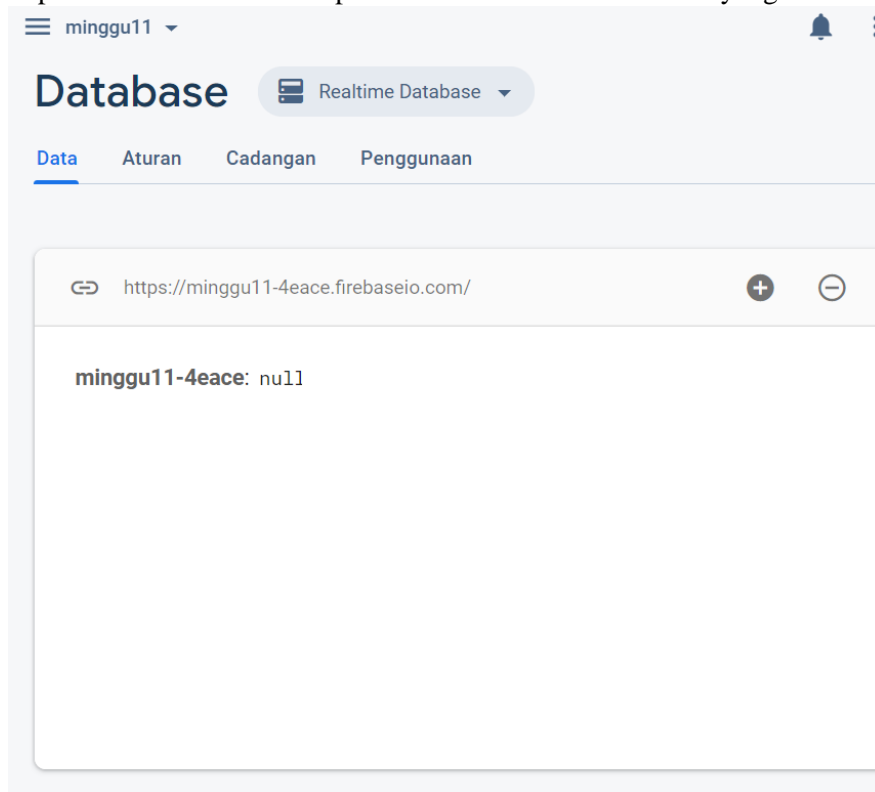 minggu11
Database
Realtime Database
Data Aturan Cadangan Penggunaan
https://minggu11-4eace.firebaseio.com/
minggu11-4eace: null